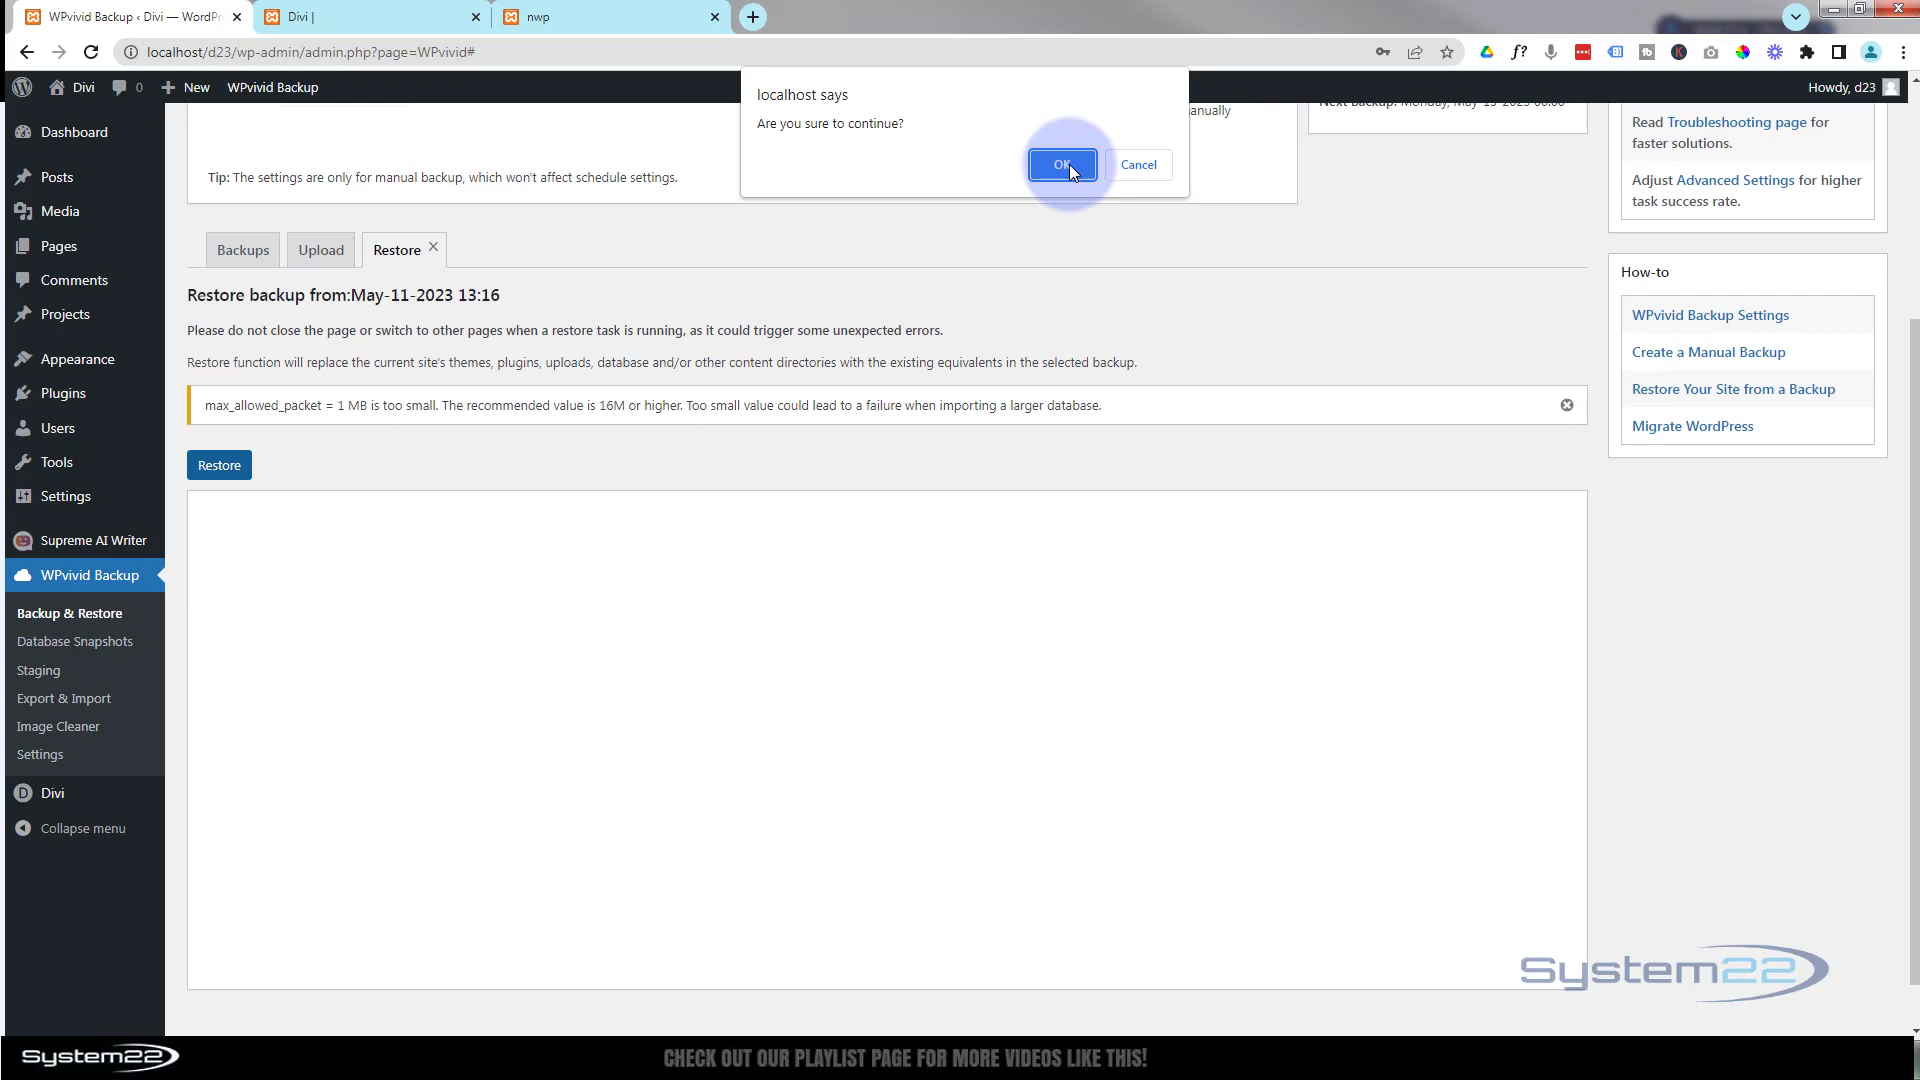 WPvivid Backup ‹ Divi — WordPr
Divi |
nwp
localhost/d23/wp-admin/admin.php?page=WPvivid#
Divi
0
New
WPvivid Backup
Howdy, d23
localhost says
Are you sure to continue?
OK
Cancel
anually
Read Troubleshooting page for
faster solutions.
Adjust Advanced Settings for higher
task success rate.
Tip: The settings are only for manual backup, which won't affect schedule settings.
Dashboard
Posts
Media
Pages
Comments
Projects
Appearance
Plugins
Users
Tools
Settings
Supreme AI Writer
WPvivid Backup
Backup & Restore
Database Snapshots
Staging
Export & Import
Image Cleaner
Settings
Divi
Collapse menu
Backups
Upload
Restore
Restore backup from:May-11-2023 13:16
Please do not close the page or switch to other pages when a restore task is running, as it could trigger some unexpected errors.
Restore function will replace the current site's themes, plugins, uploads, database and/or other content directories with the existing equivalents in the selected backup.
max_allowed_packet = 1 MB is too small. The recommended value is 16M or higher. Too small value could lead to a failure when importing a larger database.
Restore
How-to
WPvivid Backup Settings
Create a Manual Backup
Restore Your Site from a Backup
Migrate WordPress
System22
System22
CHECK OUT OUR PLAYLIST PAGE FOR MORE VIDEOS LIKE THIS!